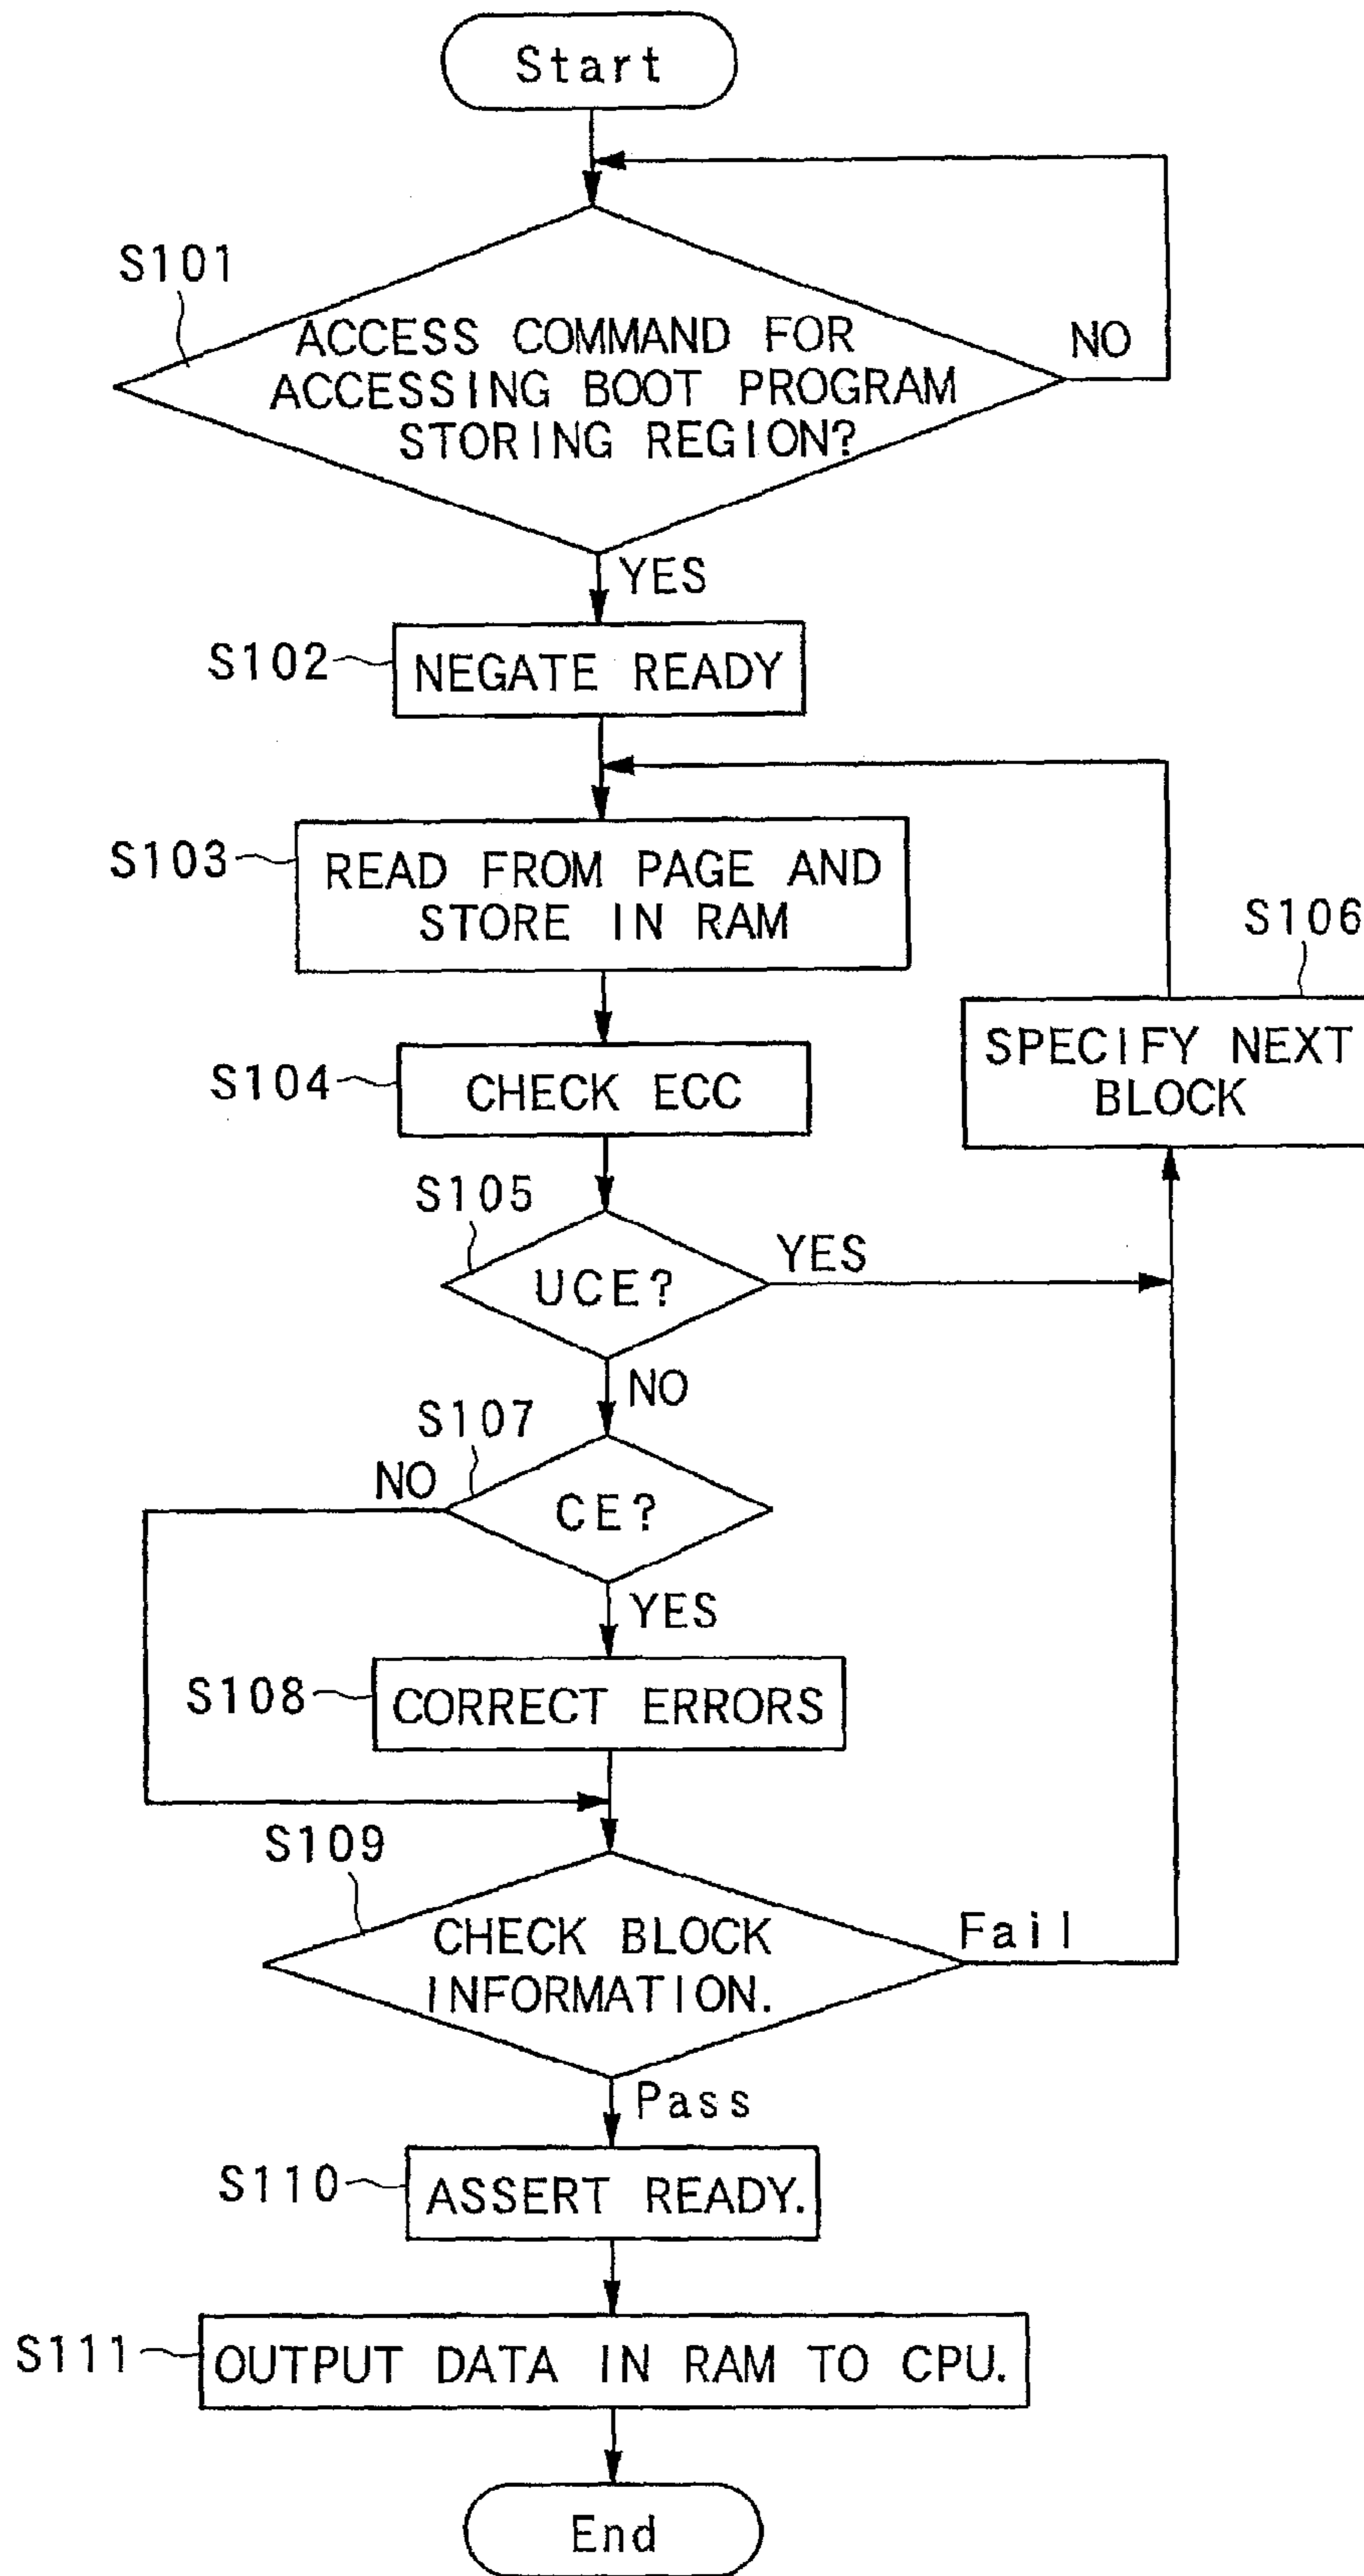 Start
S101
ACCESS COMMAND FOR
ACCESSING BOOT PROGRAM
STORING REGION?
NO
YES
S102
NEGATE READY
S103
READ FROM PAGE AND
STORE IN RAM
S106
SPECIFY NEXT
BLOCK
S104
CHECK ECC
S105
UCE?
YES
NO
S107
NO
CE?
YES
S108
CORRECT ERRORS
S109
CHECK BLOCK
INFORMATION.
Fail
Pass
S110
ASSERT READY.
S111
OUTPUT DATA IN RAM TO CPU.
End